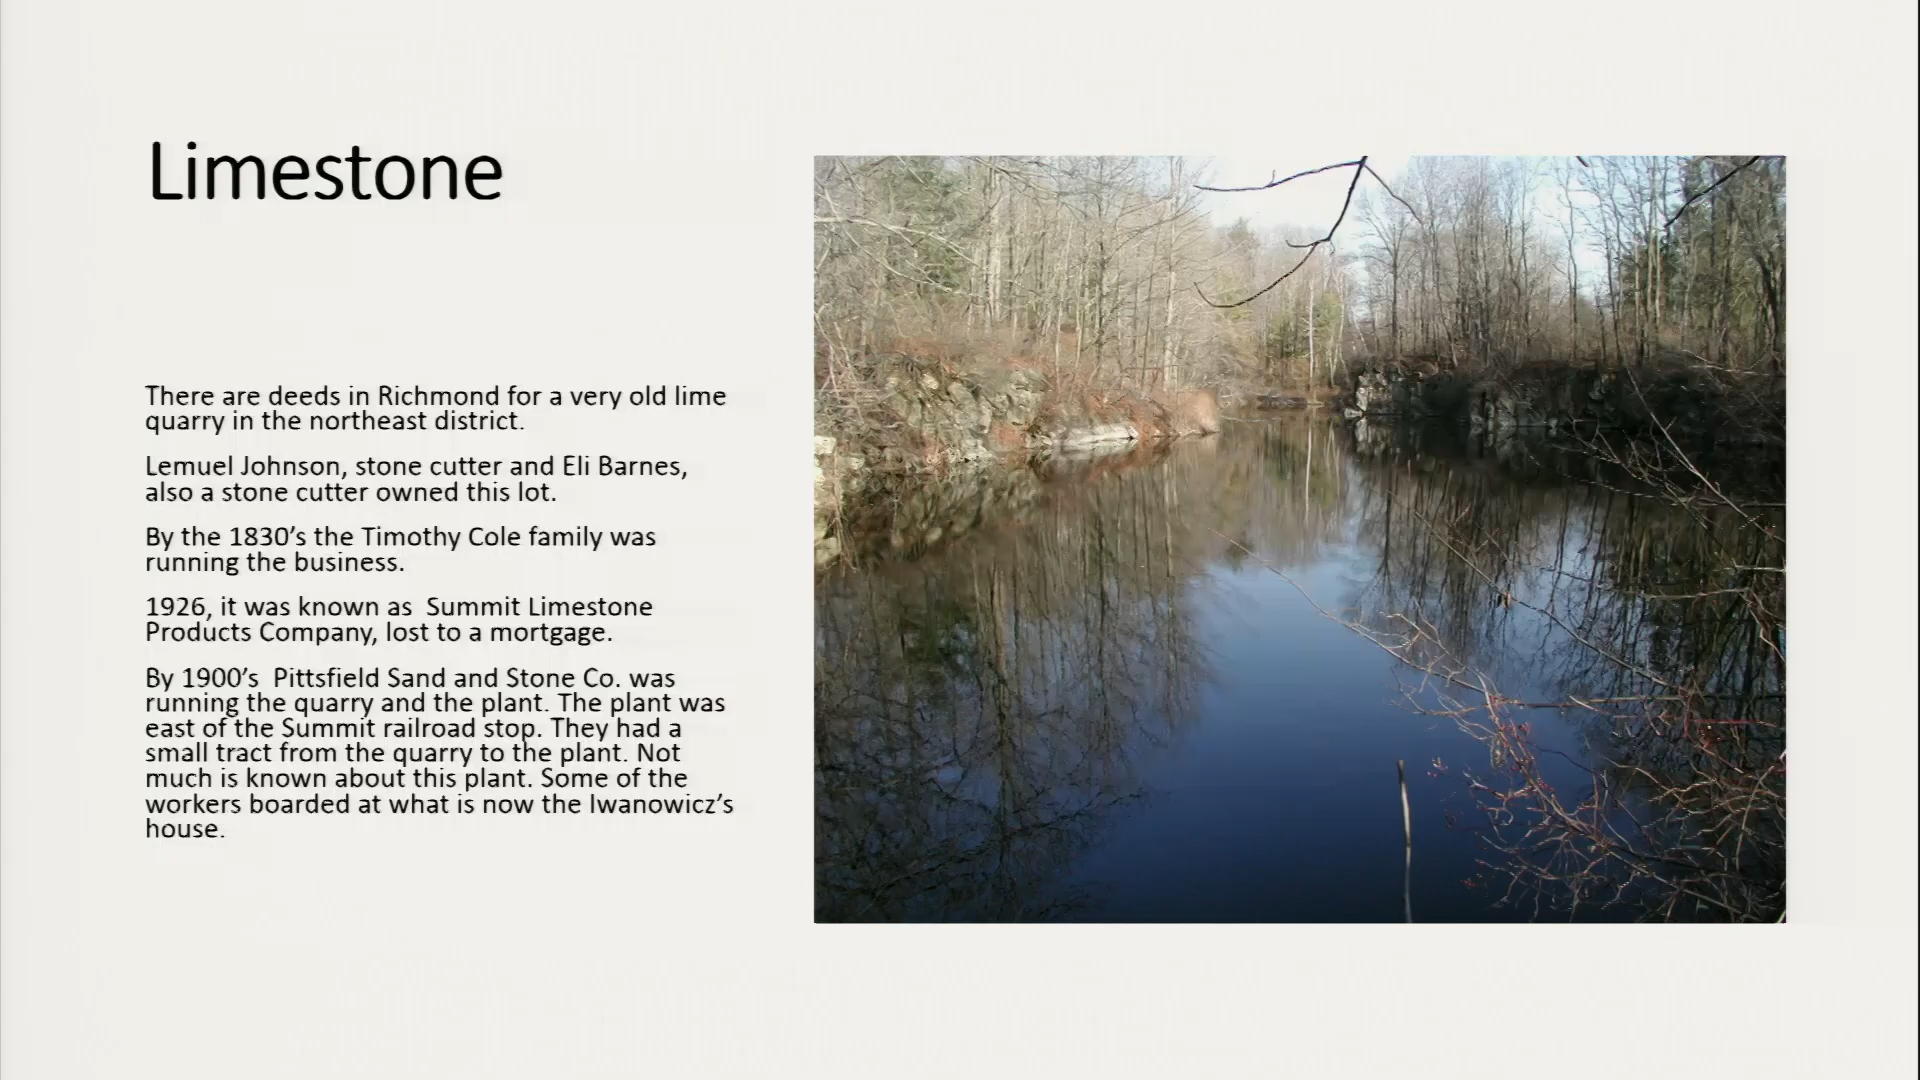 Limestone
There are deeds in Richmond for a very old lime
quarry in the northeast district.
Lemuel Johnson, stone cutter and Eli Barnes,
also a stone cutter owned this lot.
By the 1830’s the Timothy Cole family was
running the business.
1926, it was known as  Summit Limestone
Products Company, lost to a mortgage.
By 1900’s  Pittsfield Sand and Stone Co. was
running the quarry and the plant. The plant was
east of the Summit railroad stop. They had a
small tract from the quarry to the plant. Not
much is known about this plant. Some of the
workers boarded at what is now the Iwanowicz’s
house.